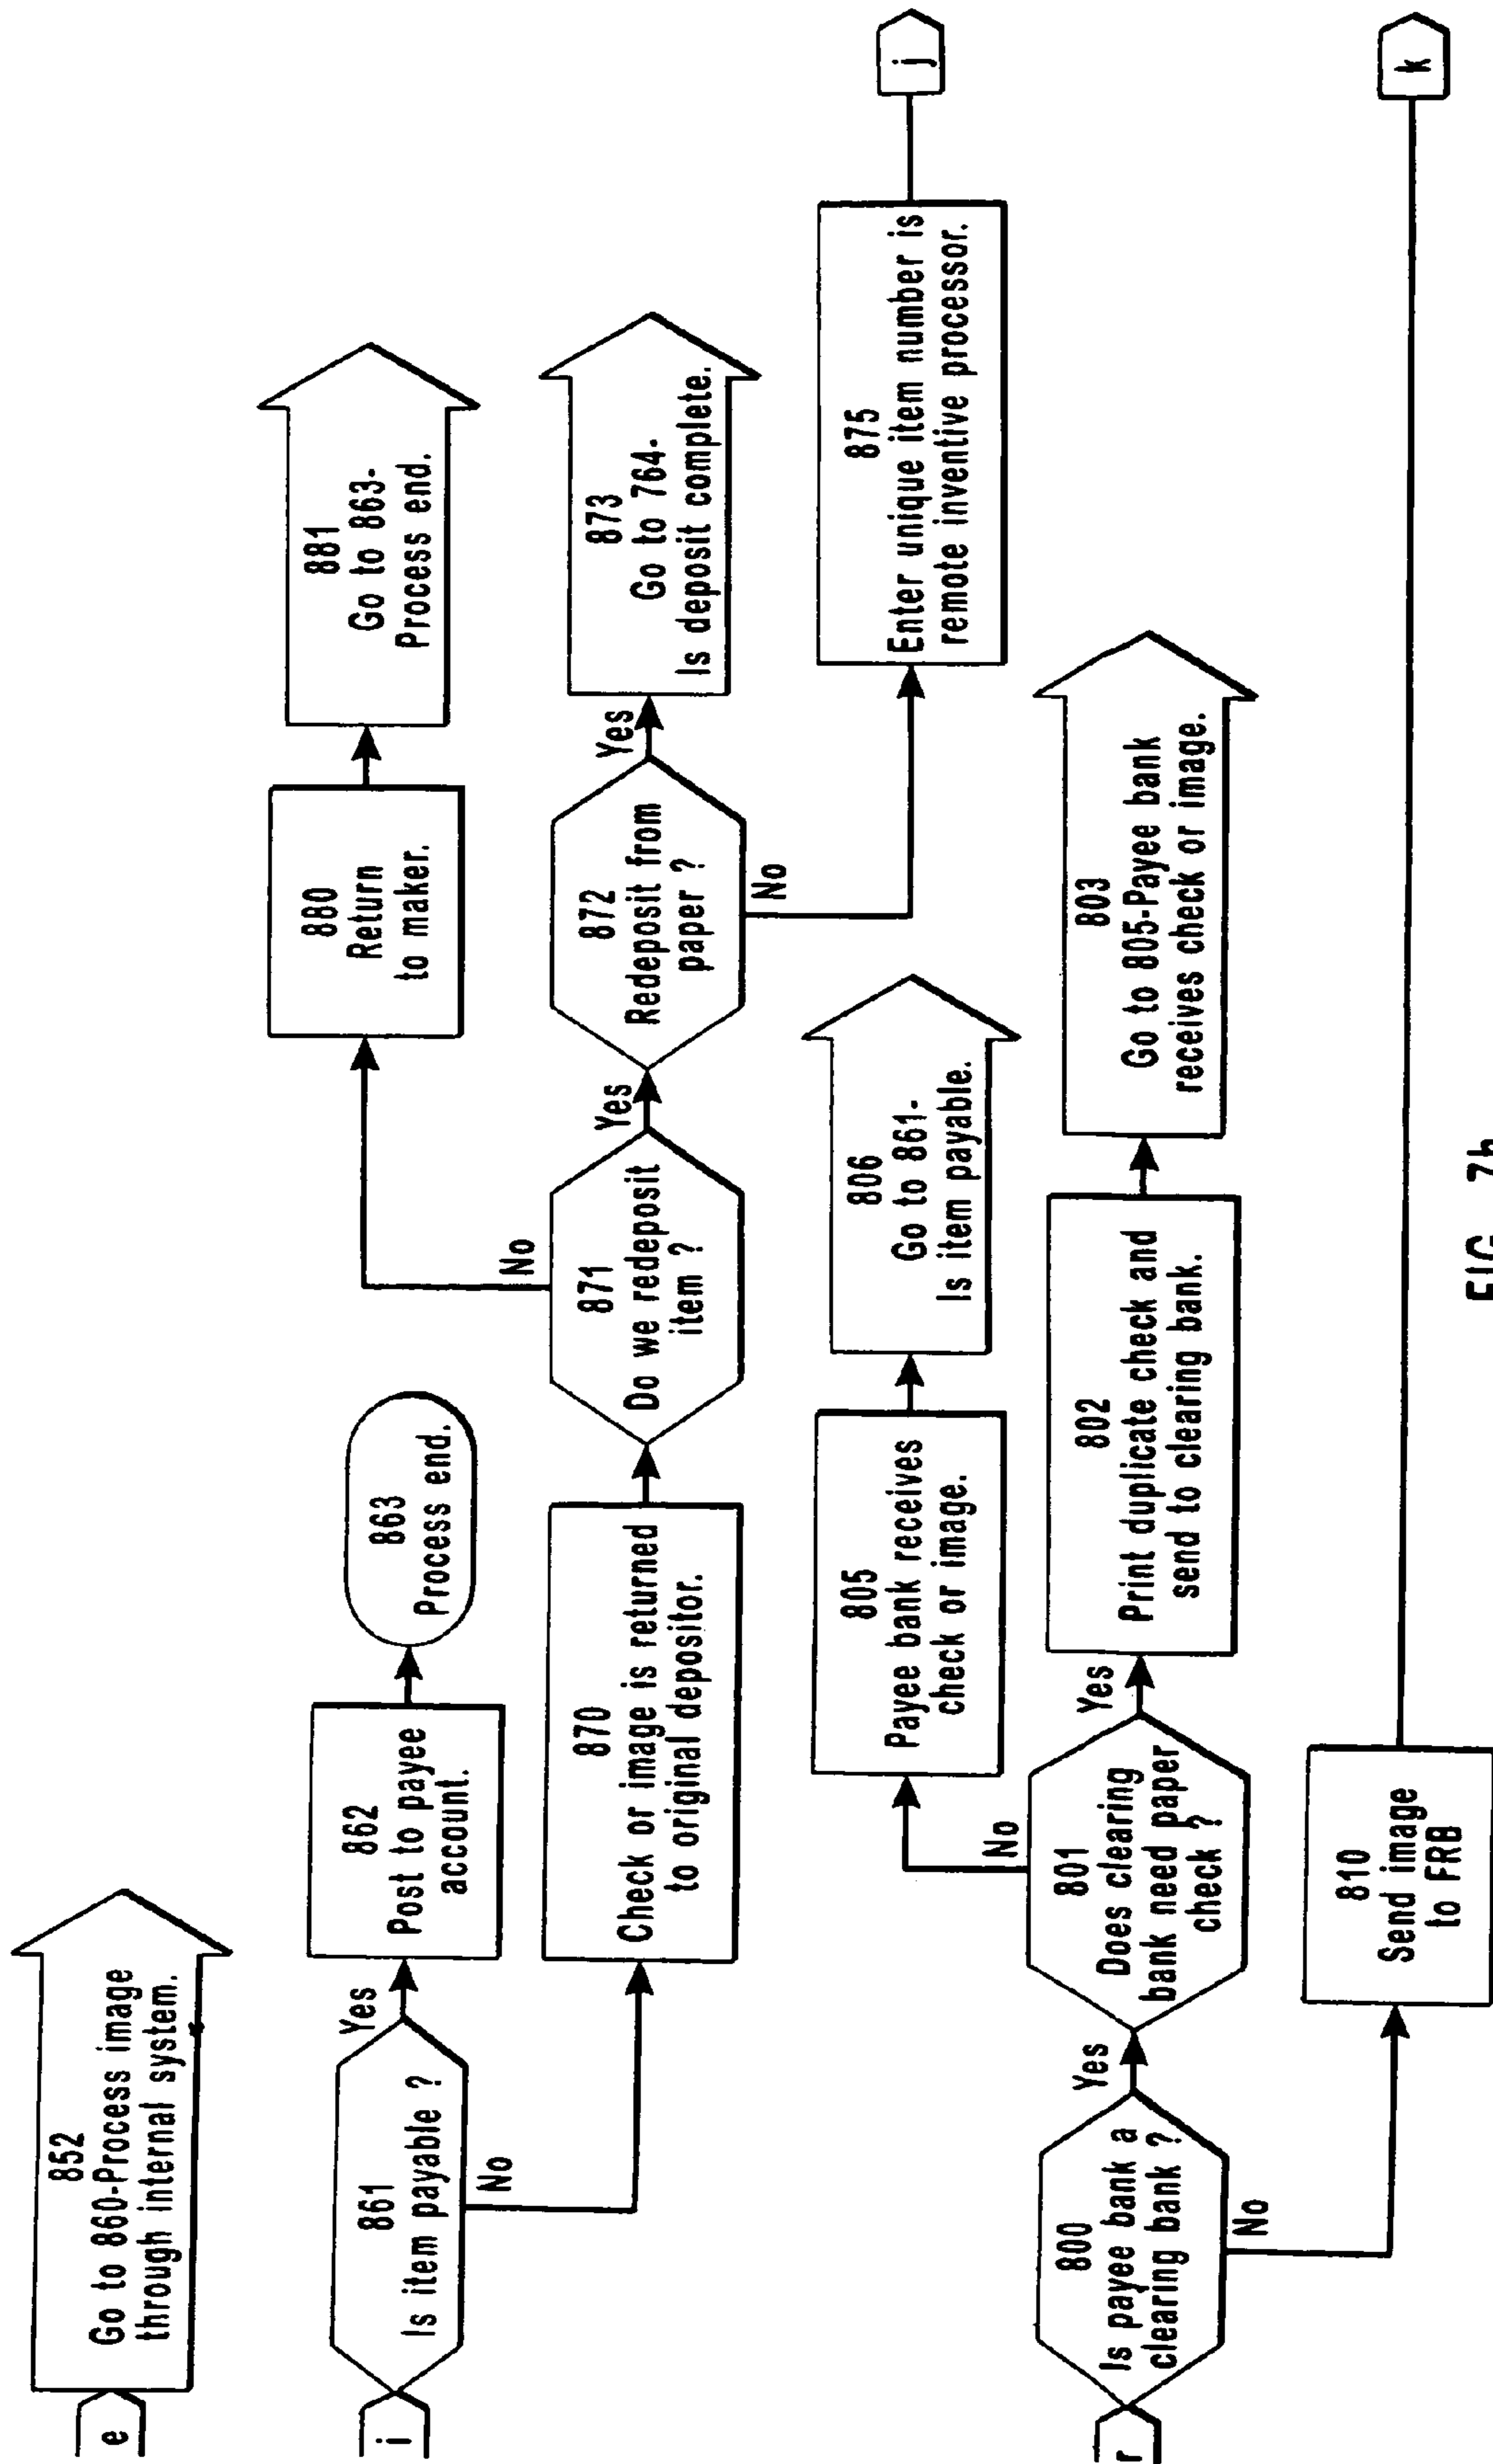 e
852
Go to 860-Process image
through internal system.
i
861
Is item payable ?
Yes
No
862
Post to payee
account.
863
Process end.
870
Check or image is returned
to original depositor.
871
Do we redeposit
item ?
No
Yes
880
Return
to maker.
881
Go to 863-
Process end.
872
Redeposit from
paper ?
Yes
No
873
Go to 764-
Is deposit complete.
875
Enter unique item number is
remote inventive processor.
j
r
800
Is payee bank a
clearing bank ?
Yes
No
801
Does clearing
bank need paper
check ?
No
Yes
805
Payee bank receives
check or image.
806
Go to 861-
Is item payable.
802
Print duplicate check and
send to clearing bank.
803
Go to 805-Payee bank
receives check or image.
810
Send image
to FRB
k
FIG. 7h